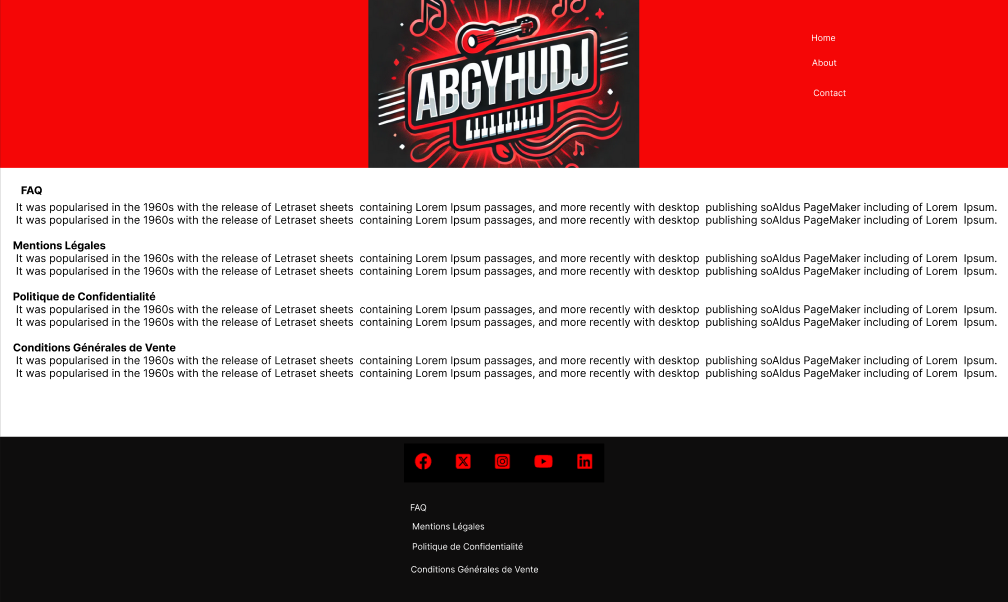 ABGYHUDJ
Home
About
Contact
FAQ
It was popularised in the 1960s with the release of Letraset sheets  containing Lorem Ipsum passages, and more recently with desktop  publishing soAldus PageMaker including of Lorem  Ipsum.
It was popularised in the 1960s with the release of Letraset sheets  containing Lorem Ipsum passages, and more recently with desktop  publishing soAldus PageMaker including of Lorem  Ipsum.
Mentions Légales
It was popularised in the 1960s with the release of Letraset sheets  containing Lorem Ipsum passages, and more recently with desktop  publishing soAldus PageMaker including of Lorem  Ipsum.
It was popularised in the 1960s with the release of Letraset sheets  containing Lorem Ipsum passages, and more recently with desktop  publishing soAldus PageMaker including of Lorem  Ipsum.
Politique de Confidentialité
It was popularised in the 1960s with the release of Letraset sheets  containing Lorem Ipsum passages, and more recently with desktop  publishing soAldus PageMaker including of Lorem  Ipsum.
It was popularised in the 1960s with the release of Letraset sheets  containing Lorem Ipsum passages, and more recently with desktop  publishing soAldus PageMaker including of Lorem  Ipsum.
Conditions Générales de Vente
It was popularised in the 1960s with the release of Letraset sheets  containing Lorem Ipsum passages, and more recently with desktop  publishing soAldus PageMaker including of Lorem  Ipsum.
It was popularised in the 1960s with the release of Letraset sheets  containing Lorem Ipsum passages, and more recently with desktop  publishing soAldus PageMaker including of Lorem  Ipsum.
FAQ
Mentions Légales
Politique de Confidentialité
Conditions Générales de Vente